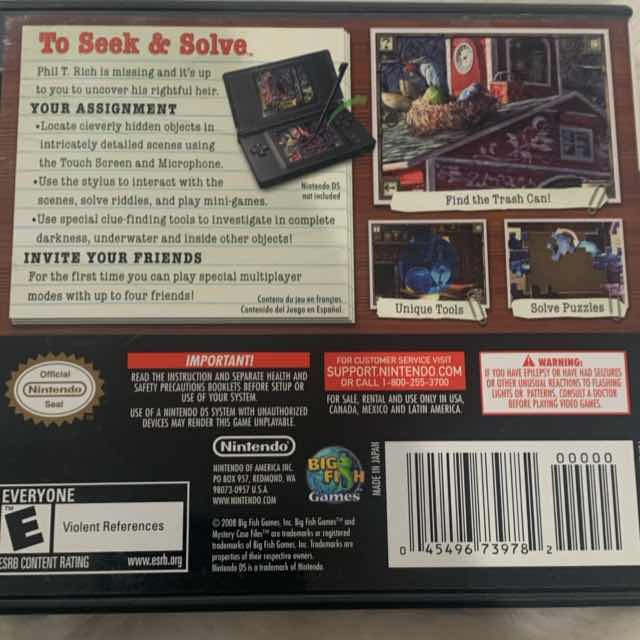 To Seek & Solve™
Phil T. Rich is missing and it's up
to you to uncover his rightful heir.
YOUR ASSIGNMENT
•Locate cleverly hidden objects in
intricately detailed scenes using
the Touch Screen and Microphone.
•Use the stylus to interact with the
scenes, solve riddles, and play mini-games.
•Use special clue-finding tools to investigate in complete
darkness, underwater and inside other objects!
INVITE YOUR FRIENDS
For the first time you can play special multiplayer
modes with up to four friends!
Contenu du jeu en français.
Contenido del Juego en Español.
Nintendo DS
not included
Find the Trash Can!
Unique Tools
Solve Puzzles
Official
Nintendo
Seal
IMPORTANT!
READ THE INSTRUCTION AND SEPARATE HEALTH AND
SAFETY PRECAUTIONS BOOKLETS BEFORE SETUP OR
USE OF YOUR SYSTEM.
USE OF A NINTENDO DS SYSTEM WITH UNAUTHORIZED
DEVICES MAY RENDER THIS GAME UNPLAYABLE.
FOR CUSTOMER SERVICE VISIT
SUPPORT.NINTENDO.COM
OR CALL 1-800-255-3700
FOR SALE, RENTAL AND USE ONLY IN USA,
CANADA, MEXICO AND LATIN AMERICA.
WARNING:
IF YOU HAVE EPILEPSY OR HAVE HAD SEIZURES
OR OTHER UNUSUAL REACTIONS TO FLASHING
LIGHTS OR PATTERNS, CONSULT A DOCTOR
BEFORE PLAYING VIDEO GAMES.
Nintendo®
NINTENDO OF AMERICA INC.
PO BOX 957, REDMOND, WA
98073-0957 U.S.A.
WWW.NINTENDO.COM
BIG
FISH
Games
MADE IN JAPAN
© 2008 Big Fish Games, Inc. Big Fish Games™ and
Mystery Case Files™ are trademarks or registered
trademarks of Big Fish Games, Inc. Trademarks are
properties of their respective owners.
Nintendo DS is a trademark of Nintendo.
EVERYONE
E™
Violent References
ESRB CONTENT RATING www.esrb.org
00000
0 45496 73978 2